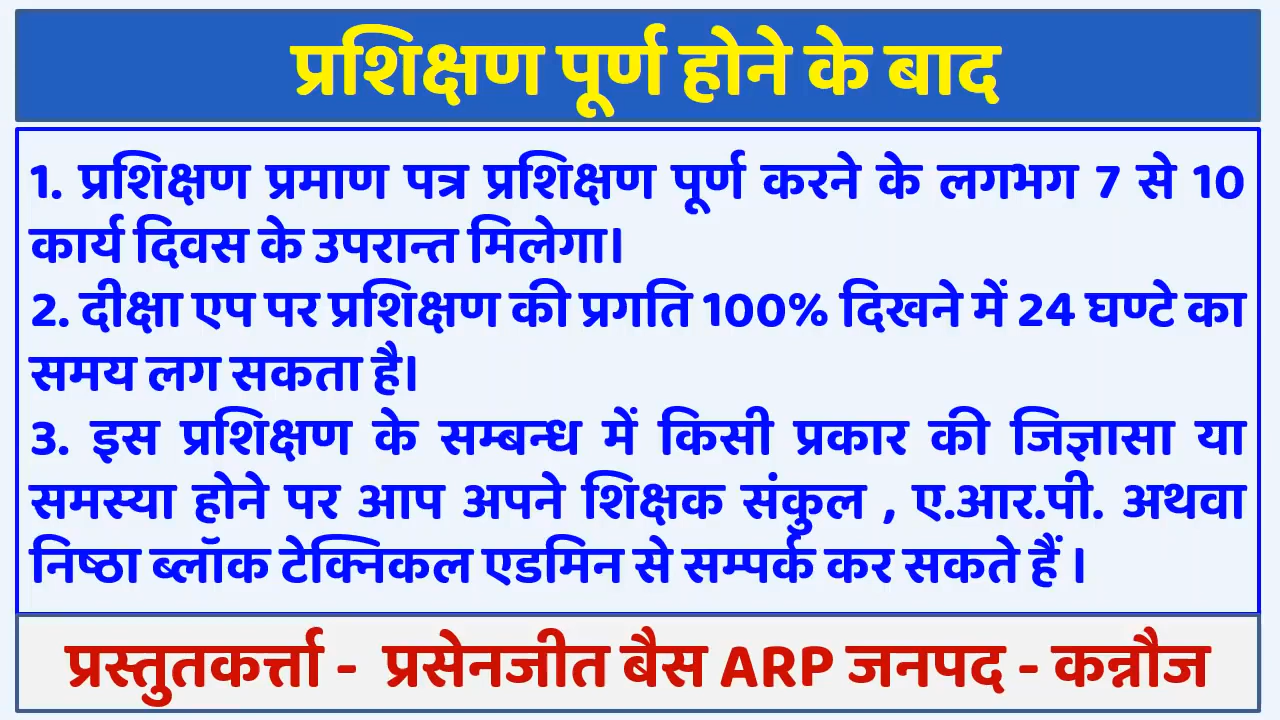 प्रशिक्षण पूर्ण होने के बाद
1. प्रशिक्षण प्रमाण पत्र प्रशिक्षण पूर्ण करने के लगभग 7 से 10
कार्य दिवस के उपरान्त मिलेगा।
2. दीक्षा एप पर प्रशिक्षण की प्रगति 100% दिखने में 24 घण्टे का
समय लग सकता है।
3. इस प्रशिक्षण के सम्बन्ध में किसी प्रकार की जिज्ञासा या
समस्या होने पर आप अपने शिक्षक संकुल , ए.आर.पी. अथवा
निष्ठा ब्लॉक टेक्निकल एडमिन से सम्पर्क कर सकते हैं ।
प्रस्तुतकर्त्ता - प्रसेनजीत बैस ARP जनपद - कन्नौज